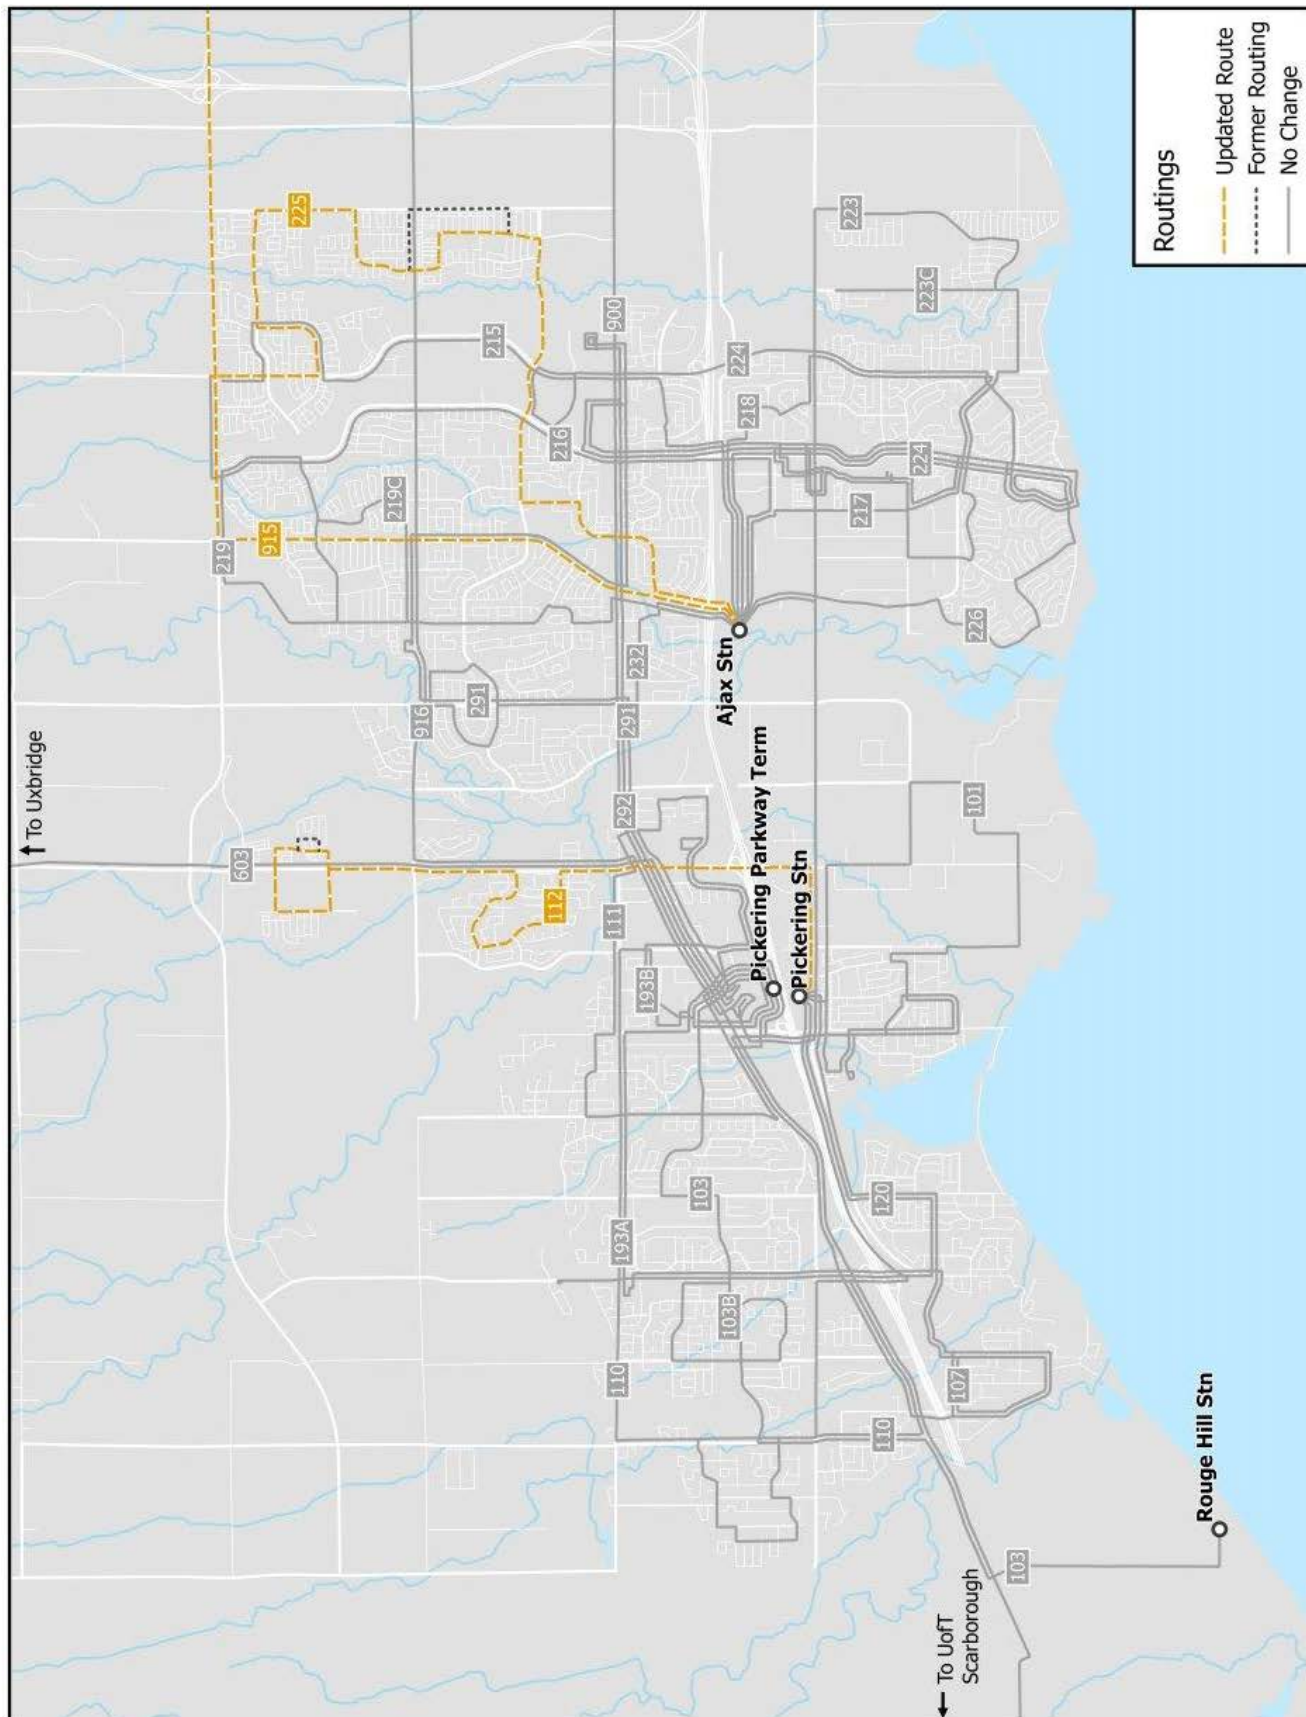 To Uxbridge
603
112
219
915
225
219C
215
916
291
216
900
111
292
291
232
193B
193A
110
103
103B
Ajax Stn
Pickering Parkway Term
Pickering Stn
218
224
223
223C
224
217
226
101
120
107
110
103
To UofT
Scarborough
Rouge Hill Stn
Routings
Updated Route
Former Routing
No Change